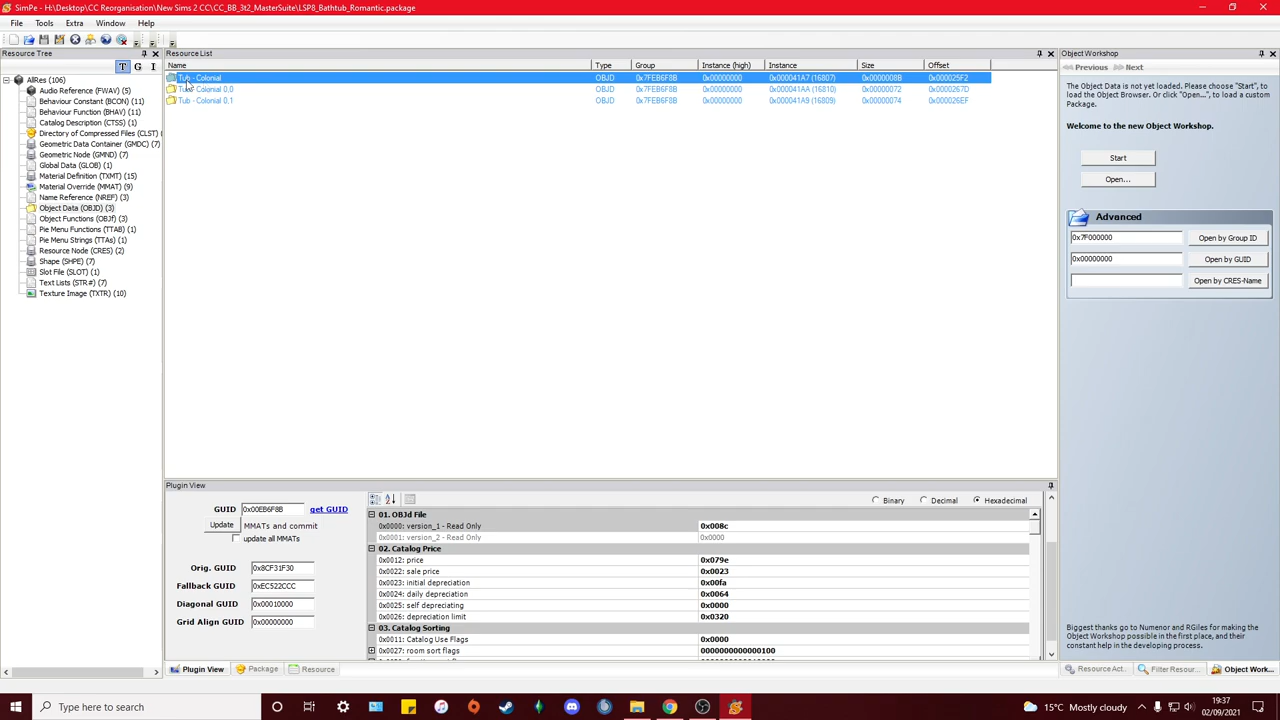 SimPe - H:\Desktop\CC Reorganisation\New Sims 2 CC\CC_BB_3t2_MasterSuite\LSP8_Bathtub_Romantic.package
File Tools Extra Window Help
Resource Tree
T G I
AllRes (106)
Audio Reference (FWAV) (5)
Behaviour Constant (BCON) (11)
Behaviour Function (BHAV) (11)
Catalog Description (CTSS) (1)
Directory of Compressed Files (CLST)
Geometric Data Container (GMDC) (7)
Geometric Node (GMND) (7)
Global Data (GLOB) (1)
Material Definition (TXMT) (15)
Material Override (MMAT) (9)
Name Reference (NREF) (3)
Object Data (OBJD) (3)
Object Functions (OBJf) (3)
Pie Menu Functions (TTAB) (1)
Pie Menu Strings (TTAs) (1)
Resource Node (CRES) (2)
Shape (SHPE) (7)
Slot File (SLOT) (1)
Text Lists (STR#) (7)
Texture Image (TXTR) (10)
Resource List
Name Type Group Instance (high) Instance Size Offset
Tub - Colonial OBJD 0x7FEB6F8B 0x00000000 0x000041A7 (16807) 0x0000008B 0x000025F2
Tub - Colonial 0,0 OBJD 0x7FEB6F8B 0x00000000 0x000041AA (16810) 0x00000072 0x0000267D
Tub - Colonial 0,1 OBJD 0x7FEB6F8B 0x00000000 0x000041A9 (16809) 0x00000074 0x000026EF
Plugin View
GUID 0x00EB6F8B get GUID
Update MMATs and commit
update all MMATs
Orig. GUID 0x8CF31F30
Fallback GUID 0xEC522CCC
Diagonal GUID 0x00010000
Grid Align GUID 0x00000000
Binary Decimal Hexadecimal
01. OBJd File
0x0000: version_1 - Read Only 0x008c
0x0001: version_2 - Read Only 0x0000
02. Catalog Price
0x0012: price 0x079e
0x0022: sale price 0x0023
0x0023: initial depreciation 0x00fa
0x0024: daily depreciation 0x0064
0x0025: self depreciating 0x0000
0x0026: depreciation limit 0x0320
03. Catalog Sorting
0x0011: Catalog Use Flags 0x0000
0x0027: room sort flags 0000000000000100
Plugin View Package Resource
Object Workshop
Previous Next
The Object Data is not yet loaded. Please choose "Start", to
load the Object Browser. Or click "Open...", to load a custom
Package.
Welcome to the new Object Workshop.
Start
Open...
Advanced
0x7F000000 Open by Group ID
0x00000000 Open by GUID
Open by CRES-Name
Biggest thanks go to Numenor and RGiles for making the
Object Workshop possible in the first place, and their
constant help in the developing process.
Resource Act.. Filter Resour... Object Work...
Type here to search
15°C Mostly cloudy
19:37
02/09/2021